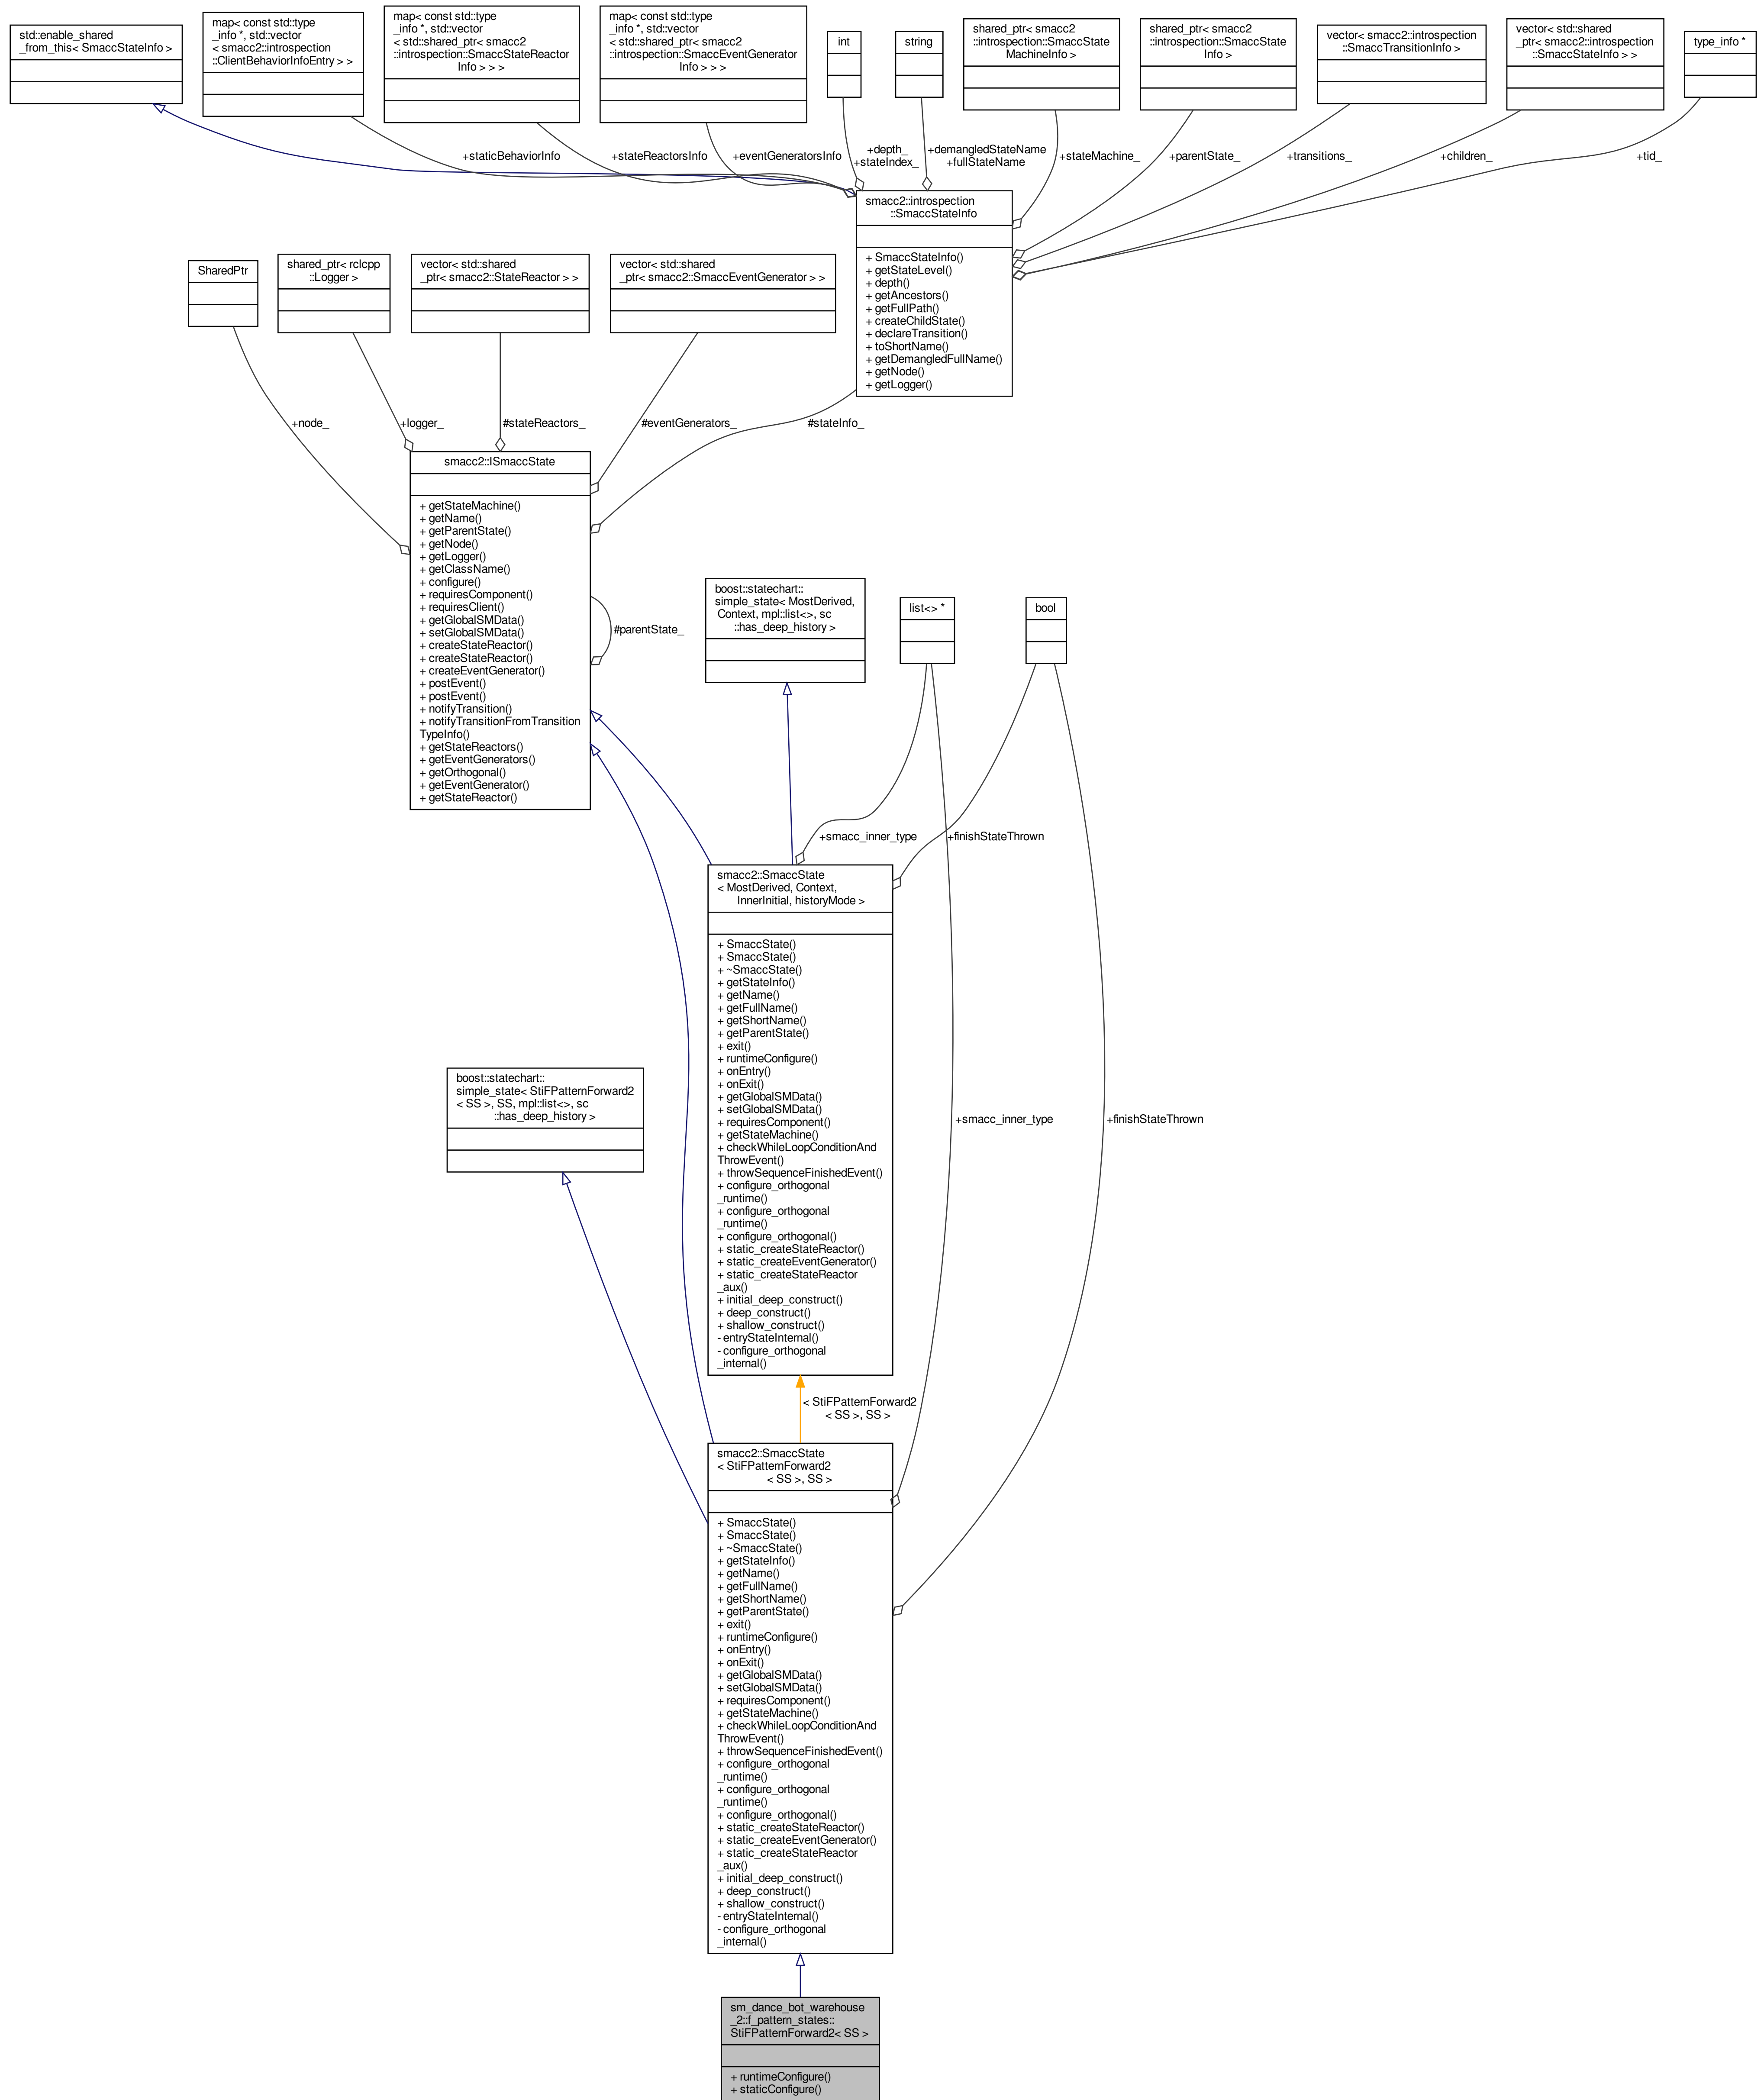 std::enable_shared
_from_this< SmaccStateInfo >
map< const std::type
_info *, std::vector
< smacc2::introspection
::ClientBehaviorInfoEntry > >
map< const std::type
_info *, std::vector
< std::shared_ptr< smacc2
::introspection::SmaccStateReactor
Info > > >
map< const std::type
_info *, std::vector
< std::shared_ptr< smacc2
::introspection::SmaccEventGenerator
Info > > >
int
string
shared_ptr< smacc2
::introspection::SmaccState
MachineInfo >
shared_ptr< smacc2
::introspection::SmaccState
Info >
vector< smacc2::introspection
::SmaccTransitionInfo >
vector< std::shared
_ptr< smacc2::introspection
::SmaccStateInfo > >
type_info *
+staticBehaviorInfo
+stateReactorsInfo
+eventGeneratorsInfo
+depth_
+stateIndex_
+demangledStateName
+fullStateName
+stateMachine_
+parentState_
+transitions_
+children_
+tid_
smacc2::introspection
::SmaccStateInfo
+ SmaccStateInfo()
+ getStateLevel()
+ depth()
+ getAncestors()
+ getFullPath()
+ createChildState()
+ declareTransition()
+ toShortName()
+ getDemangledFullName()
+ getNode()
+ getLogger()
SharedPtr
shared_ptr< rclcpp
::Logger >
vector< std::shared
_ptr< smacc2::StateReactor > >
vector< std::shared
_ptr< smacc2::SmaccEventGenerator > >
+node_
+logger_
#stateReactors_
#eventGenerators_
#stateInfo_
smacc2::ISmaccState
+ getStateMachine()
+ getName()
+ getParentState()
+ getNode()
+ getLogger()
+ getClassName()
+ configure()
+ requiresComponent()
+ requiresClient()
+ getGlobalSMData()
+ setGlobalSMData()
+ createStateReactor()
+ createStateReactor()
+ createEventGenerator()
+ postEvent()
+ postEvent()
+ notifyTransition()
+ notifyTransitionFromTransition
TypeInfo()
+ getStateReactors()
+ getEventGenerators()
+ getOrthogonal()
+ getEventGenerator()
+ getStateReactor()
#parentState_
boost::statechart::
simple_state< MostDerived,
Context, mpl::list<>, sc
::has_deep_history >
list<> *
bool
+smacc_inner_type
+finishStateThrown
smacc2::SmaccState
< MostDerived, Context,
InnerInitial, historyMode >
+ SmaccState()
+ SmaccState()
+ ~SmaccState()
+ getStateInfo()
+ getName()
+ getFullName()
+ getShortName()
+ getParentState()
+ exit()
+ runtimeConfigure()
+ onEntry()
+ onExit()
+ getGlobalSMData()
+ setGlobalSMData()
+ requiresComponent()
+ getStateMachine()
+ checkWhileLoopConditionAnd
ThrowEvent()
+ throwSequenceFinishedEvent()
+ configure_orthogonal
_runtime()
+ configure_orthogonal
_runtime()
+ configure_orthogonal()
+ static_createStateReactor()
+ static_createEventGenerator()
+ static_createStateReactor
_aux()
+ initial_deep_construct()
+ deep_construct()
+ shallow_construct()
- entryStateInternal()
- configure_orthogonal
_internal()
boost::statechart::
simple_state< StiFPatternForward2
< SS >, SS, mpl::list<>, sc
::has_deep_history >
+smacc_inner_type
+finishStateThrown
< StiFPatternForward2
< SS >, SS >
smacc2::SmaccState
< StiFPatternForward2
< SS >, SS >
+ SmaccState()
+ SmaccState()
+ ~SmaccState()
+ getStateInfo()
+ getName()
+ getFullName()
+ getShortName()
+ getParentState()
+ exit()
+ runtimeConfigure()
+ onEntry()
+ onExit()
+ getGlobalSMData()
+ setGlobalSMData()
+ requiresComponent()
+ getStateMachine()
+ checkWhileLoopConditionAnd
ThrowEvent()
+ throwSequenceFinishedEvent()
+ configure_orthogonal
_runtime()
+ configure_orthogonal
_runtime()
+ configure_orthogonal()
+ static_createStateReactor()
+ static_createEventGenerator()
+ static_createStateReactor
_aux()
+ initial_deep_construct()
+ deep_construct()
+ shallow_construct()
- entryStateInternal()
- configure_orthogonal
_internal()
sm_dance_bot_warehouse
_2::f_pattern_states::
StiFPatternForward2< SS >
+ runtimeConfigure()
+ staticConfigure()